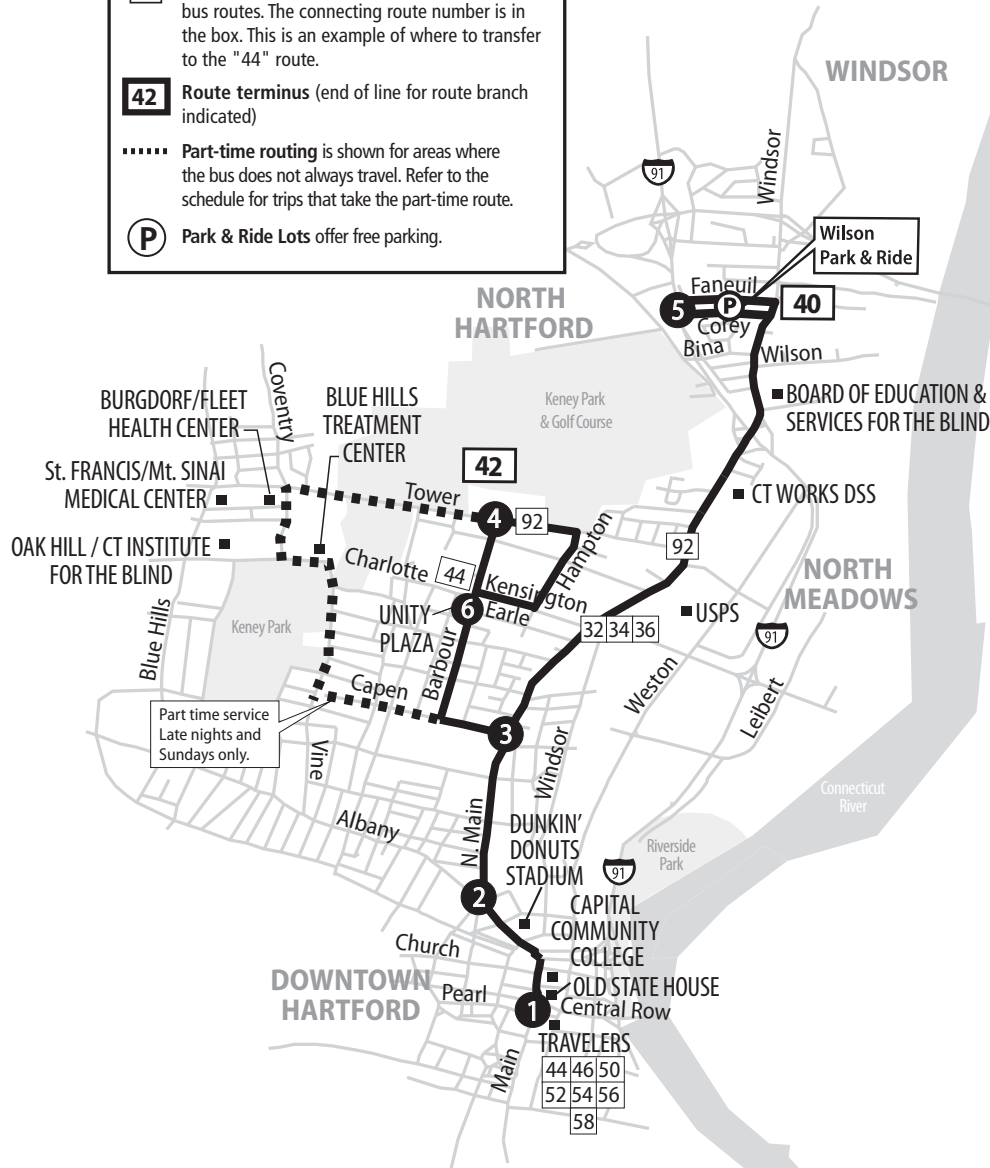 bus routes. The connecting route number is in
the box. This is an example of where to transfer
to the "44" route.
42
Route terminus (end of line for route branch
indicated)
Part-time routing is shown for areas where
the bus does not always travel. Refer to the
schedule for trips that take the part-time route.
P
Park & Ride Lots offer free parking.
WINDSOR
91
Windsor
Wilson
Park & Ride
Faneuil
P
5
40
Corey
Bina
Wilson
NORTH
HARTFORD
Keney Park
& Golf Course
BOARD OF EDUCATION &
SERVICES FOR THE BLIND
Coventry
BURGDORF/FLEET
HEALTH CENTER
BLUE HILLS
TREATMENT
CENTER
St. FRANCIS/Mt. SINAI
MEDICAL CENTER
42
Tower
4
92
CT WORKS DSS
OAK HILL / CT INSTITUTE
FOR THE BLIND
Hampton
92
Charlotte
44
Kensington
NORTH
MEADOWS
6
Earle
UNITY
PLAZA
USPS
32 34 36
91
Blue Hills
Keney Park
Barbour
Weston
Leibert
Capen
Part time service
Late nights and
Sundays only.
3
Vine
Windsor
Connecticut
River
Albany
N. Main
DUNKIN'
DONUTS
STADIUM
Riverside
Park
91
2
CAPITAL
COMMUNITY
COLLEGE
Church
DOWNTOWN
HARTFORD
Pearl
OLD STATE HOUSE
1
Central Row
TRAVELERS
Main
44 46 50
52 54 56
58